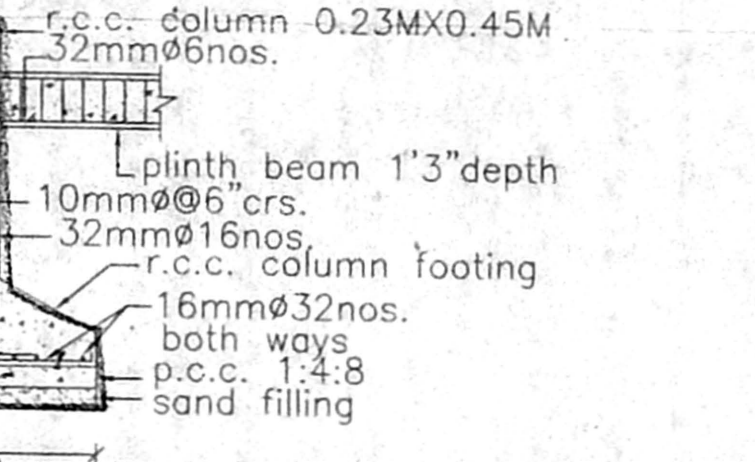 r.c.c. column 0.23MX0.45M
32mmø6nos.
plinth beam 1'3"depth
10mmø@6"crs.
32mmø16nos.
r.c.c. column footing
16mmø32nos.
both ways
p.c.c. 1:4:8
sand filling